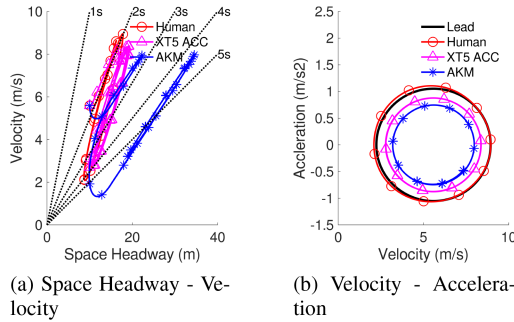 1s 2s 3s 4s 5s
Human
XT5 ACC
AKM
10
8
6
4
2
0
0 10 20 30 40
Velocity (m/s)
Space Headway (m)
Lead
Human
XT5 ACC
AKM
2.5
2
1.5
1
0.5
0
-0.5
-1
-1.5
0 5 10
Acceleration (m/s2)
Velocity (m/s)
(a) Space Headway - Ve-
locity
(b) Velocity - Accelera-
tion